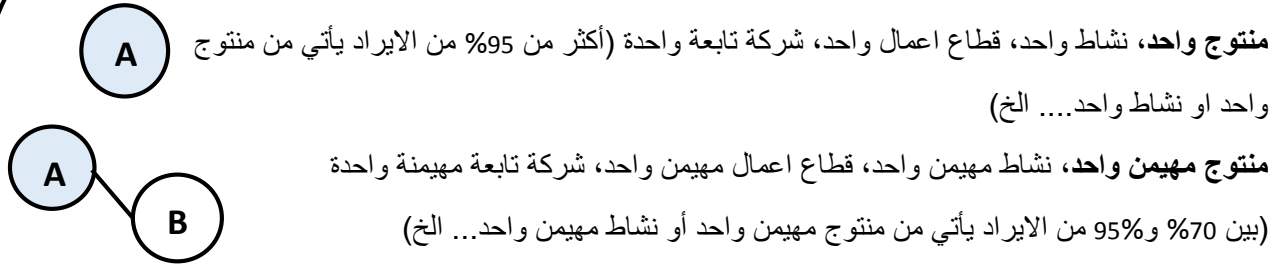 منتوج واحد، نشاط واحد، قطاع اعمال واحد، شركة تابعة واحدة (أكثر من 95% من الايراد يأتي من منتوج
A
واحد او نشاط واحد.... الخ)
منتوج مهيمن واحد، نشاط مهيمن واحد، قطاع اعمال مهيمن واحد، شركة تابعة مهيمنة واحدة
A
(بين 70% و95% من الايراد يأتي من منتوج مهيمن واحد أو نشاط مهيمن واحد... الخ)
B